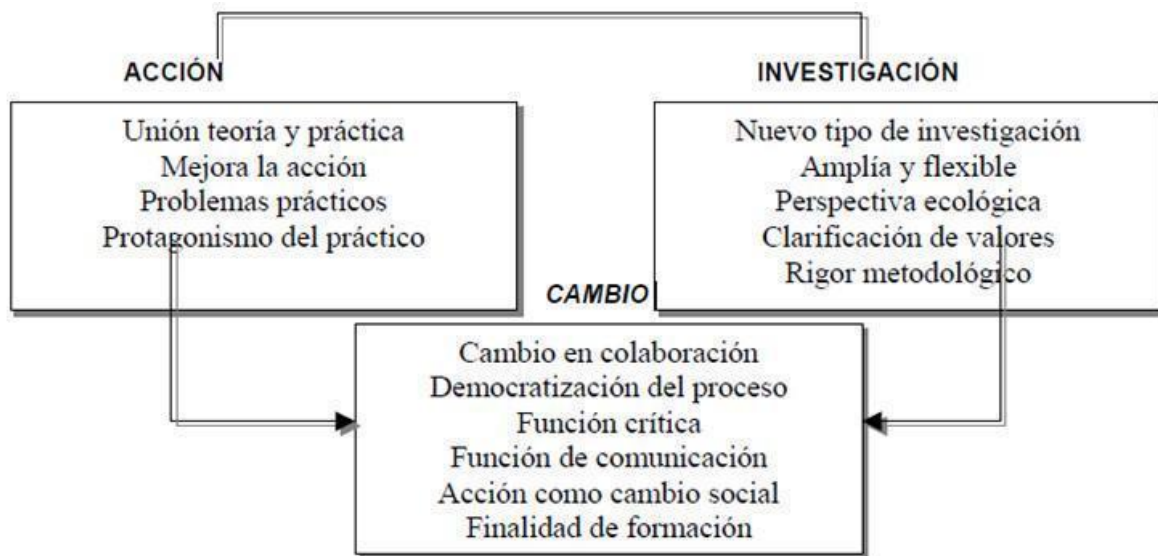 ACCIÓN
Unión teoría y práctica
Mejora la acción
Problemas prácticos
Protagonismo del práctico
INVESTIGACIÓN
Nuevo tipo de investigación
Amplía y flexible
Perspectiva ecológica
Clarificación de valores
Rigor metodológico
CAMBIO
Cambio en colaboración
Democratización del proceso
Función crítica
Función de comunicación
Acción como cambio social
Finalidad de formación